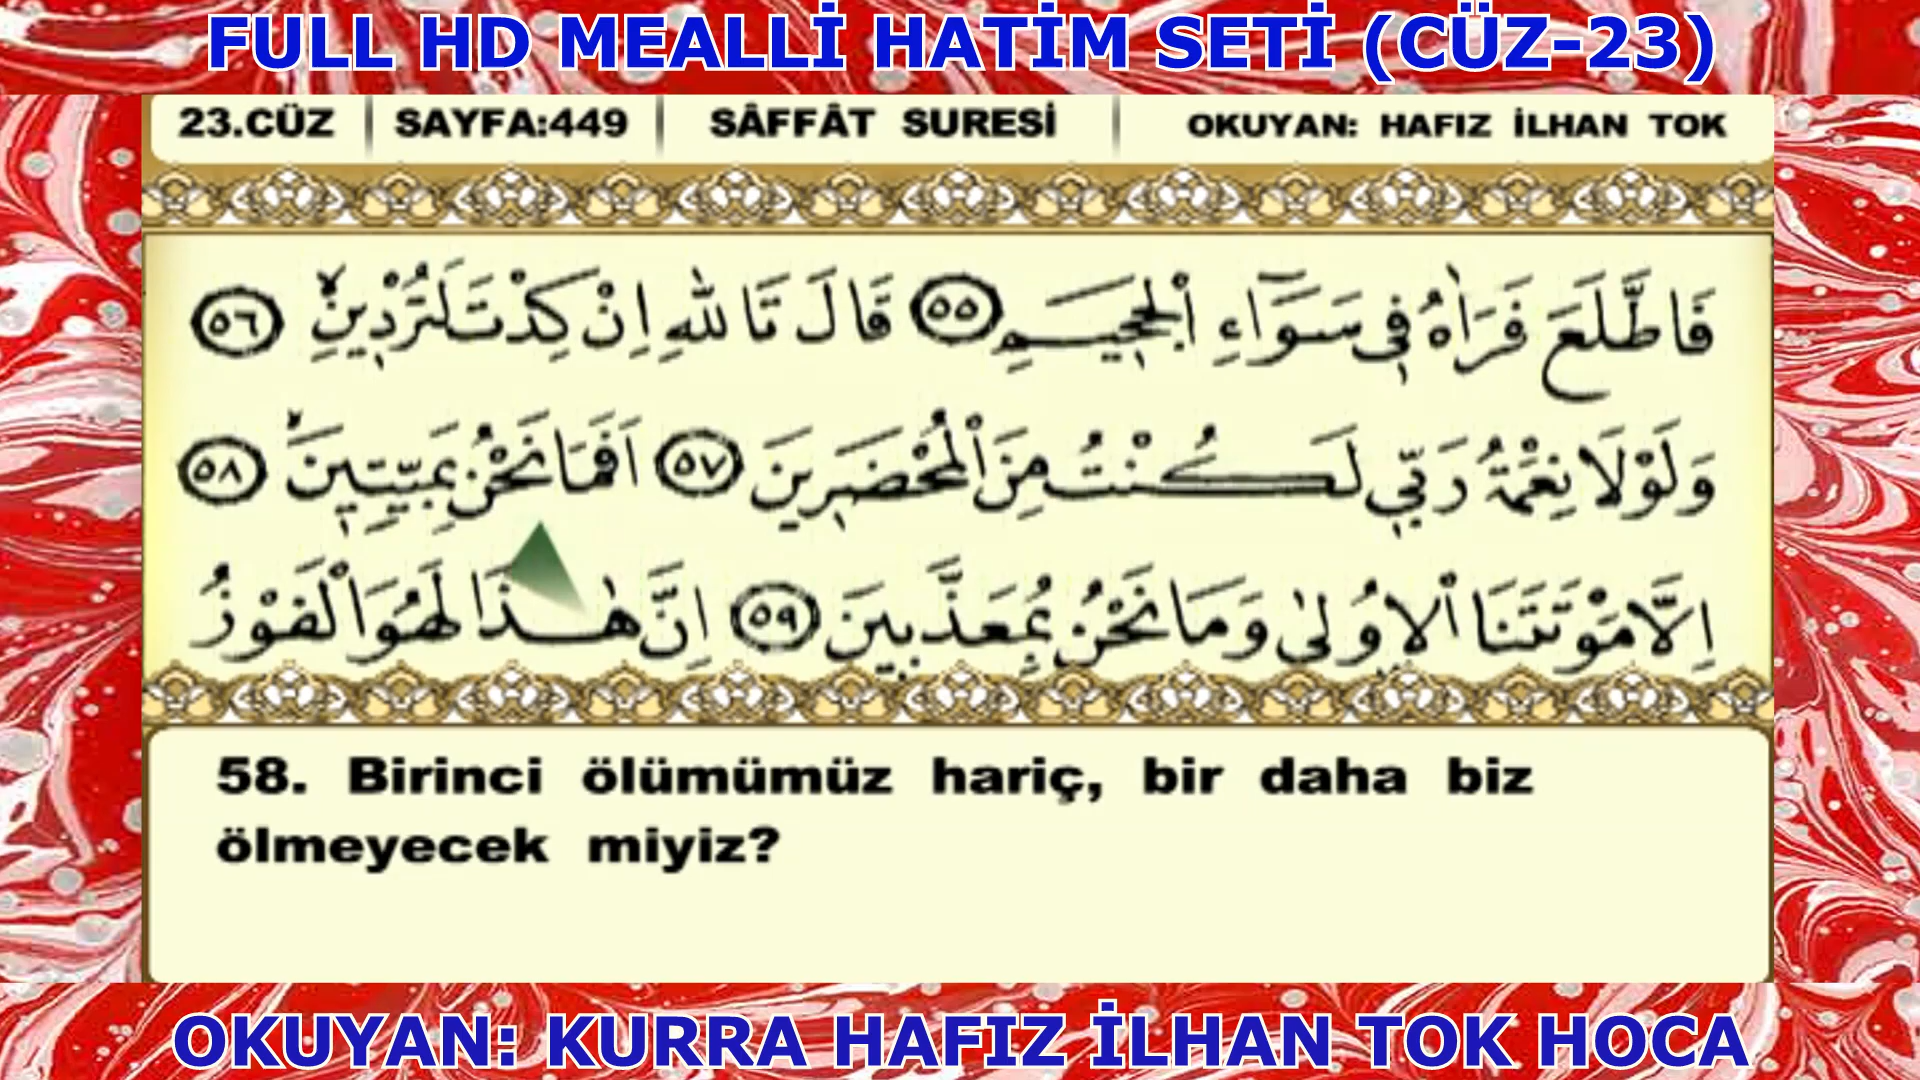 FULL HD MEALLİ HATİM SETİ (CÜZ-23)
23.CÜZ | SAYFA:449 | SÂFFÂT SURESİ | OKUYAN: HAFIZ İLHAN TOK
فَاطَّلَعَ فَرَاٰهُ ف۪ي سَوَٓاءِ الْجَح۪يمِ ﴿٥٥﴾ قَالَ تَاللّٰهِ اِنْ كِدْتَ لَتُرْد۪ينِۙ ﴿٥٦﴾
وَلَوْلَا نِعْمَةُ رَبّ۪ي لَكُنْتُ مِنَ الْمُحْضَر۪ينَ ﴿٥٧﴾ اَفَمَا نَحْنُ بِمَيِّت۪ينَۙ ﴿٥٨﴾
اِلَّا مَوْتَتَنَا الْاُو۫لٰى وَمَا نَحْنُ بِمُعَذَّب۪ينَ ﴿٥٩﴾ اِنَّ هٰذَا لَهُوَ الْفَوْزُ
58. Birinci ölümümüz hariç, bir daha biz
ölmeyecek miyiz?
OKUYAN: KURRA HAFIZ İLHAN TOK HOCA